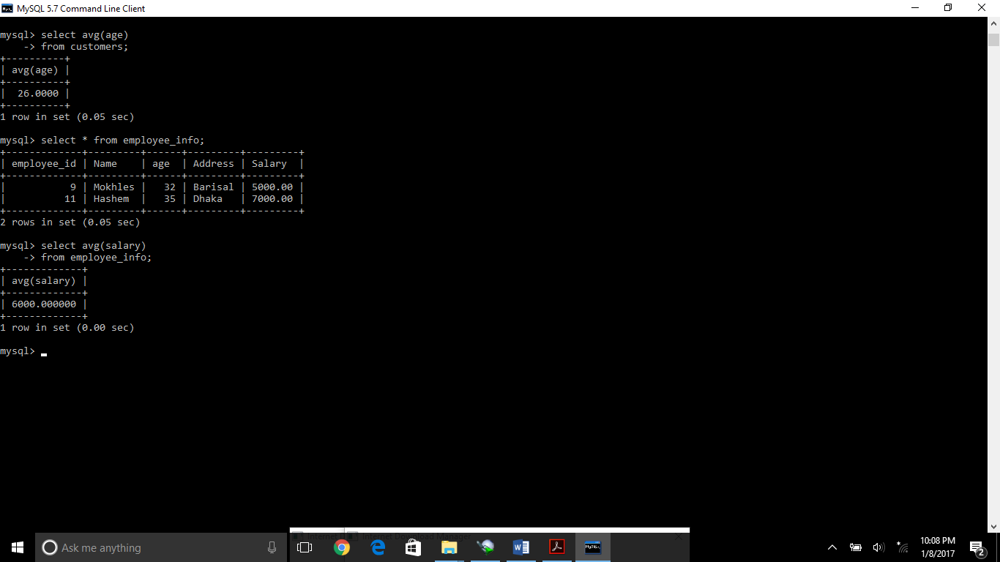 MySQL 5.7 Command Line Client
mysql> select avg(age)
    -> from customers;
+----------+
| avg(age) |
+----------+
|  26.0000 |
+----------+
1 row in set (0.05 sec)
mysql> select * from employee_info;
+-------------+---------+------+---------+---------+
| employee_id | Name    | age  | Address | Salary  |
+-------------+---------+------+---------+---------+
|           9 | Mokhles |   32 | Barisal | 5000.00 |
|          11 | Hashem  |   35 | Dhaka   | 7000.00 |
+-------------+---------+------+---------+---------+
2 rows in set (0.05 sec)
mysql> select avg(salary)
    -> from employee_info;
+-------------+
| avg(salary) |
+-------------+
| 6000.000000 |
+-------------+
1 row in set (0.00 sec)
mysql>
Internet Internet Download Manager
Ask me anything
10:08 PM
1/8/2017
2